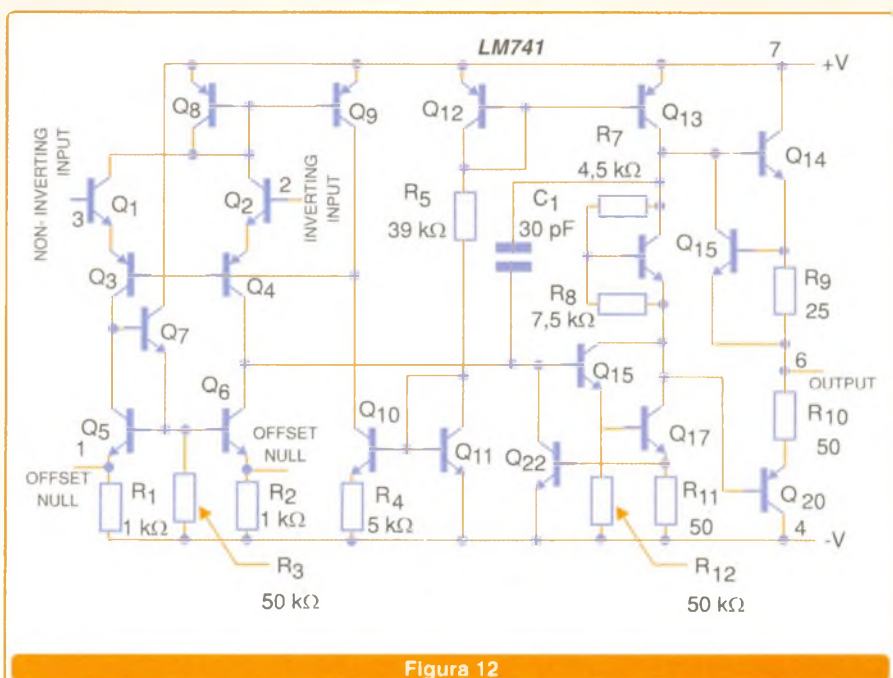 LM741
7
+V
Q8
Q9
Q12
Q13
R7
4,5 kΩ
Q14
NON- INVERTING
INPUT
3
Q1
Q2
2
INVERTING
INPUT
R5
39 kΩ
C1
30 pF
Q15
R9
25
Q3
Q4
Q7
R8
7,5 kΩ
6
OUTPUT
Q6
Q15
R10
50
Q5
1
OFFSET
NULL
OFFSET
NULL
Q10
Q11
Q22
Q17
Q20
R1
1 kΩ
R2
1 kΩ
R4
5 kΩ
R11
50
4
-V
R3
50 kΩ
R12
50 kΩ
Figura 12